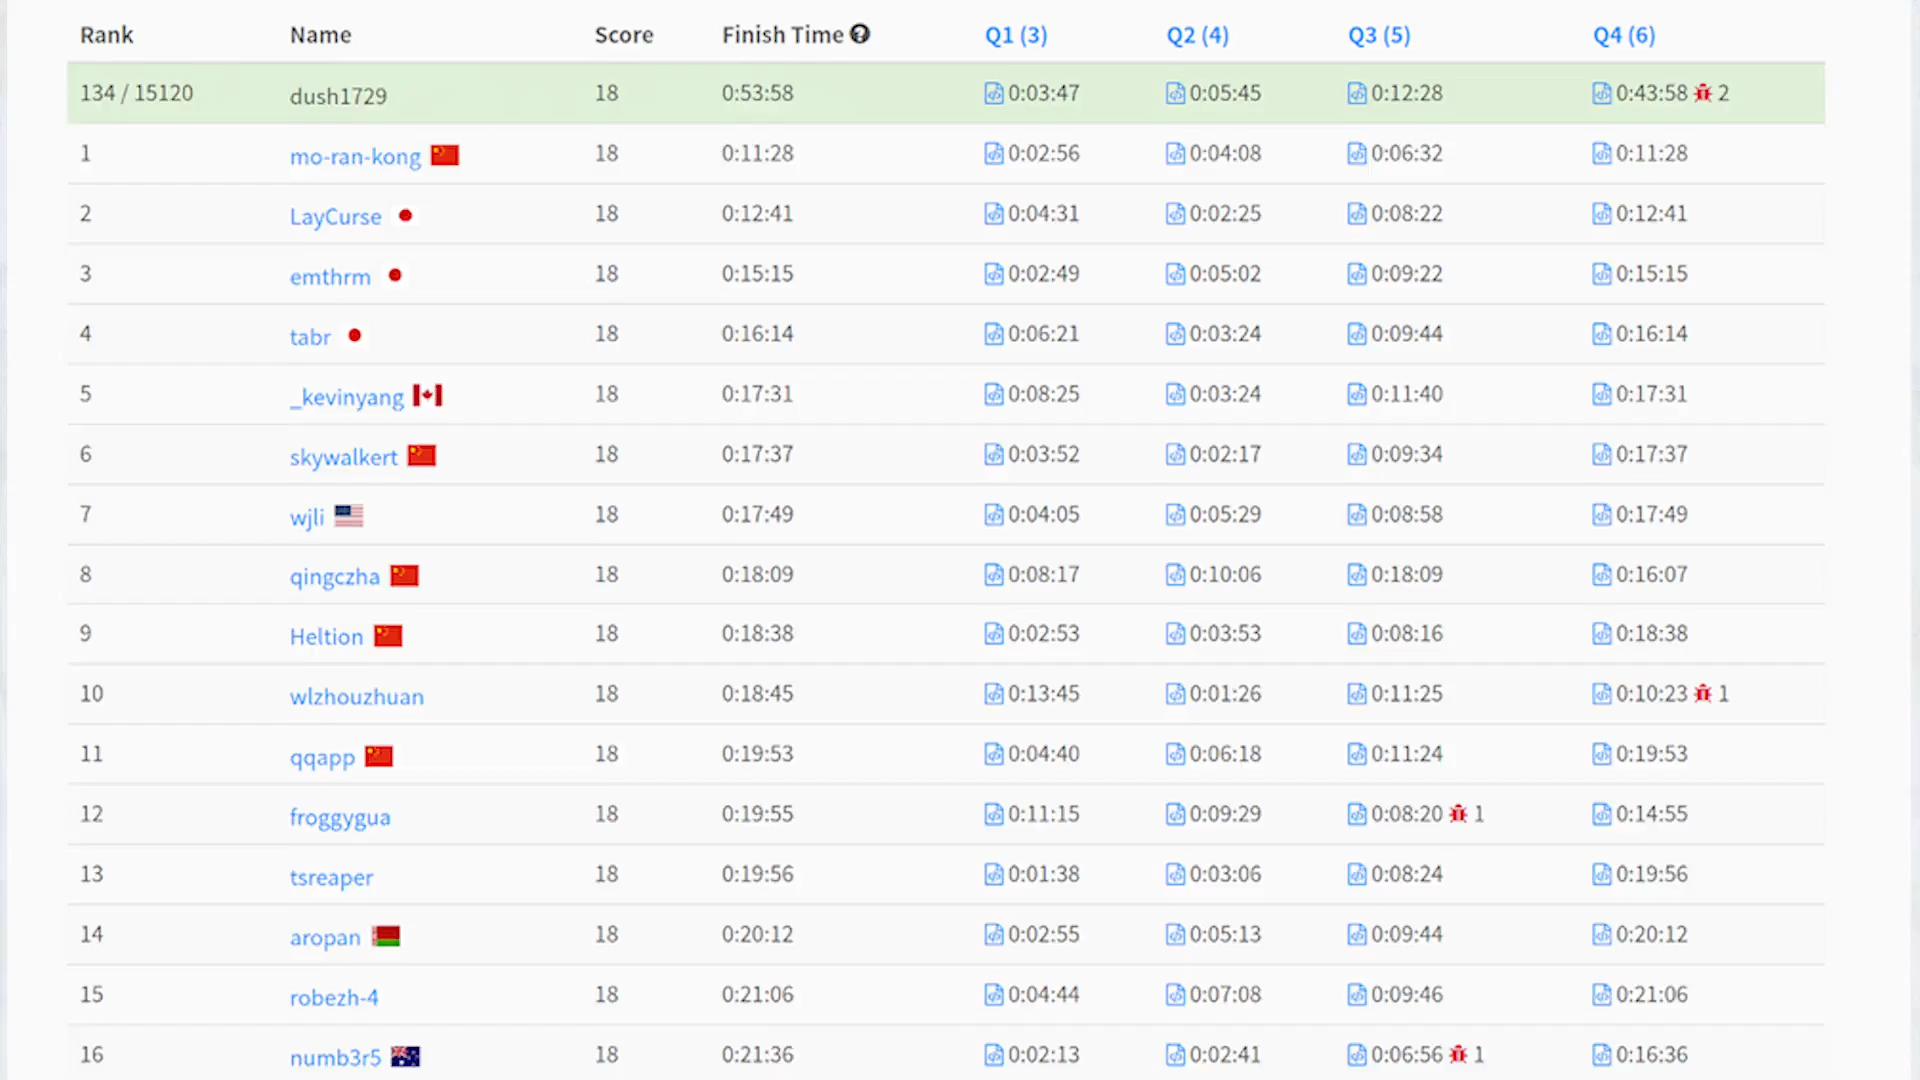 Rank Name Score Finish Time Q1 (3) Q2 (4) Q3 (5) Q4 (6)
134 / 15120 dush1729 18 0:53:58 0:03:47 0:05:45 0:12:28 0:43:58 2
1 mo-ran-kong 18 0:11:28 0:02:56 0:04:08 0:06:32 0:11:28
2 LayCurse 18 0:12:41 0:04:31 0:02:25 0:08:22 0:12:41
3 emthrm 18 0:15:15 0:02:49 0:05:02 0:09:22 0:15:15
4 tabr 18 0:16:14 0:06:21 0:03:24 0:09:44 0:16:14
5 _kevinyang 18 0:17:31 0:08:25 0:03:24 0:11:40 0:17:31
6 skywalkert 18 0:17:37 0:03:52 0:02:17 0:09:34 0:17:37
7 wjli 18 0:17:49 0:04:05 0:05:29 0:08:58 0:17:49
8 qingczha 18 0:18:09 0:08:17 0:10:06 0:18:09 0:16:07
9 Heltion 18 0:18:38 0:02:53 0:03:53 0:08:16 0:18:38
10 wlzhouzhuan 18 0:18:45 0:13:45 0:01:26 0:11:25 0:10:23 1
11 qqapp 18 0:19:53 0:04:40 0:06:18 0:11:24 0:19:53
12 froggygua 18 0:19:55 0:11:15 0:09:29 0:08:20 1 0:14:55
13 tsreaper 18 0:19:56 0:01:38 0:03:06 0:08:24 0:19:56
14 aropan 18 0:20:12 0:02:55 0:05:13 0:09:44 0:20:12
15 robezh-4 18 0:21:06 0:04:44 0:07:08 0:09:46 0:21:06
16 numb3r5 18 0:21:36 0:02:13 0:02:41 0:06:56 1 0:16:36